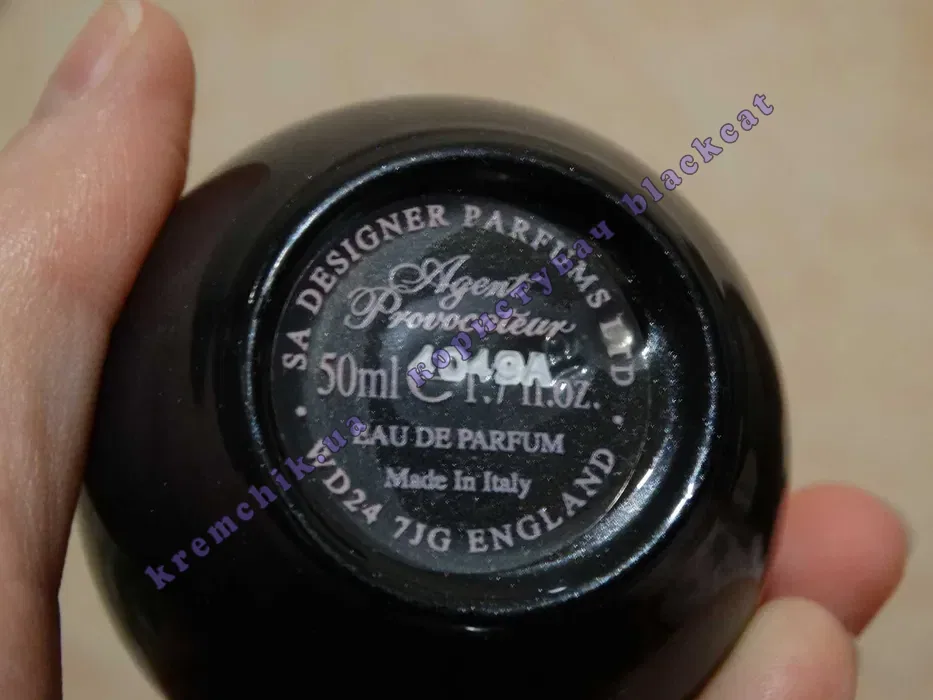 SA DESIGNER PARFUMS LTD
Agent
Provocateur
4049A
50ml e 1.7 fl.oz.
EAU DE PARFUM
Made In Italy
WD24 7JG ENGLAND
kremchik.ua користувач blackcat